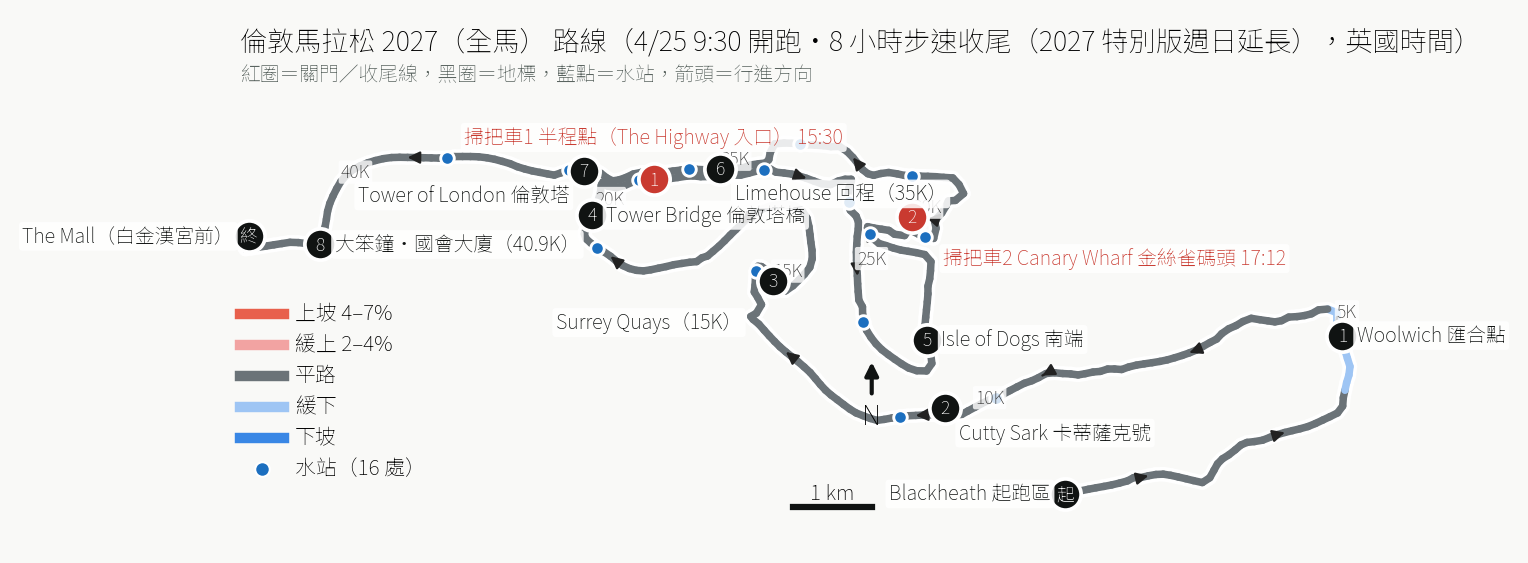 倫敦馬拉松 2027（全馬） 路線（4/25 9:30 開跑・8 小時步速收尾（2027 特別版週日延長），英國時間）
紅圈＝關門／收尾線，黑圈＝地標，藍點＝水站，箭頭＝行進方向
掃把車1 半程點（The Highway 入口） 15:30
40K
7
1
6
35K
Tower of London 倫敦塔
20K
Limehouse 回程（35K）
4
Tower Bridge 倫敦塔橋
2
The Mall（白金漢宮前）
終
8
大笨鐘・國會大廈（40.9K）
25K
掃把車2 Canary Wharf 金絲雀碼頭 17:12
3
15K
上坡 4–7%
緩上 2–4%
平路
緩下
下坡
水站（16 處）
Surrey Quays（15K）
5
Isle of Dogs 南端
5K
1
Woolwich 匯合點
N
2
10K
Cutty Sark 卡蒂薩克號
1 km
Blackheath 起跑區
起